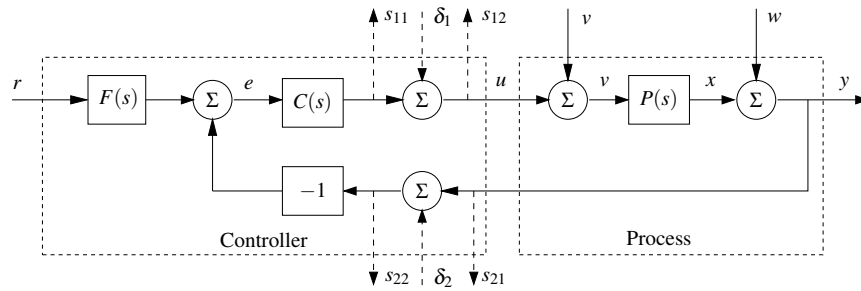 s₁₁ δ₁ s₁₂ v w
r F(s) Σ e C(s) Σ u Σ v P(s) x Σ y
−1 Σ
Controller Process
s₂₂ δ₂ s₂₁